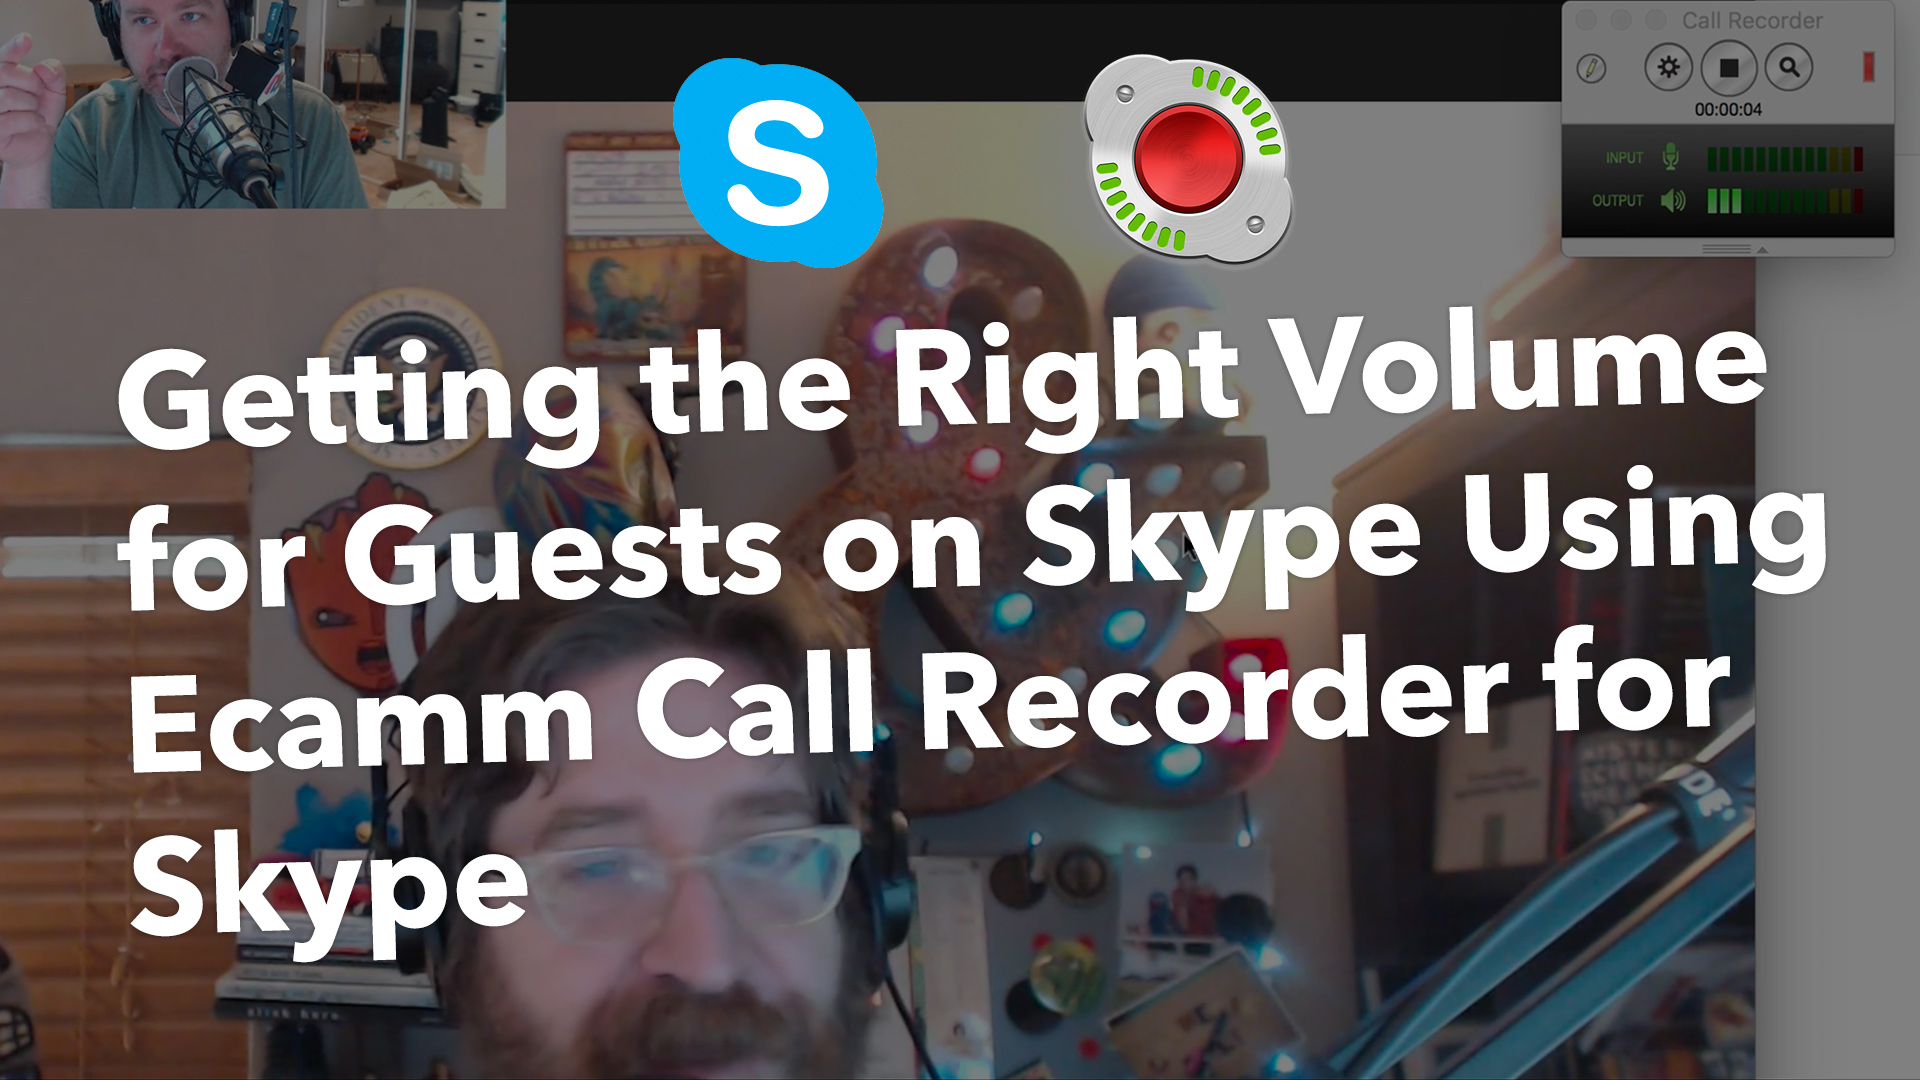 Call Recorder
00:00:04
INPUT
OUTPUT
S
Getting the Right Volume
for Guests on Skype Using
Ecamm Call Recorder for
Skype